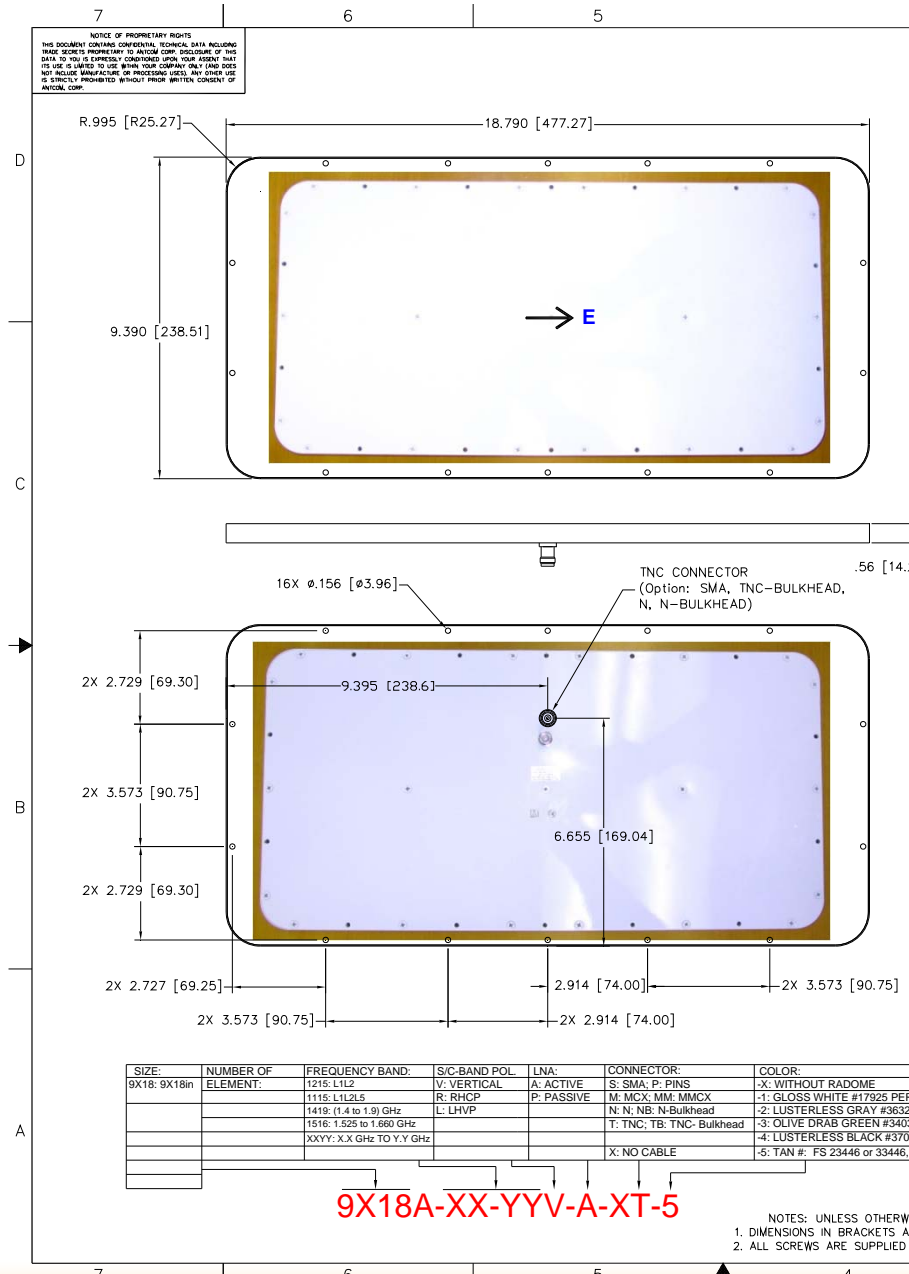 7 6 5
NOTICE OF PROPRIETARY RIGHTS
THIS DOCUMENT CONTAINS CONFIDENTIAL TECHNICAL DATA INCLUDING
TRADE SECRETS PROPRIETARY TO ANTCOM CORP. DISCLOSURE OF THIS
DATA TO YOU IS EXPRESSLY CONDITIONED UPON YOUR ASSENT THAT
ITS USE IS LIMITED TO USE WITHIN YOUR COMPANY ONLY (AND DOES
NOT INCLUDE MANUFACTURE OR PROCESSING USES). ANY OTHER USE
IS STRICTLY PROHIBITED WITHOUT PRIOR WRITTEN CONSENT OF
ANTCOM, CORP.
R.995 [R25.27]
18.790 [477.27]
D
9.390 [238.51]
E
C
.56 [14.
TNC CONNECTOR
(Option: SMA, TNC-BULKHEAD,
N, N-BULKHEAD)
16X ø.156 [ø3.96]
2X 2.729 [69.30]
9.395 [238.6]
2X 3.573 [90.75]
B
6.655 [169.04]
2X 2.729 [69.30]
2X 2.727 [69.25]
2.914 [74.00]
2X 3.573 [90.75]
2X 3.573 [90.75]
2X 2.914 [74.00]
A
SIZE: NUMBER OF FREQUENCY BAND: S/C-BAND POL. LNA: CONNECTOR: COLOR:
9X18: 9X18in ELEMENT: 1215: L1L2 V: VERTICAL A: ACTIVE S: SMA; P: PINS -X: WITHOUT RADOME
1115: L1L2L5 R: RHCP P: PASSIVE M: MCX; MM: MMCX -1: GLOSS WHITE #17925 PER
1419: (1.4 to 1.9) GHz L: LHVP N: N; NB: N-Bulkhead -2: LUSTERLESS GRAY #3632
1516: 1.525 to 1.660 GHz T: TNC; TB: TNC- Bulkhead -3: OLIVE DRAB GREEN #3403
XXYY: X.X GHz TO Y.Y GHz -4: LUSTERLESS BLACK #370
X: NO CABLE -5: TAN #: FS 23446 or 33446,
9X18A-XX-YYV-A-XT-5
NOTES: UNLESS OTHERW
1. DIMENSIONS IN BRACKETS A
2. ALL SCREWS ARE SUPPLIED
7 6 5 4